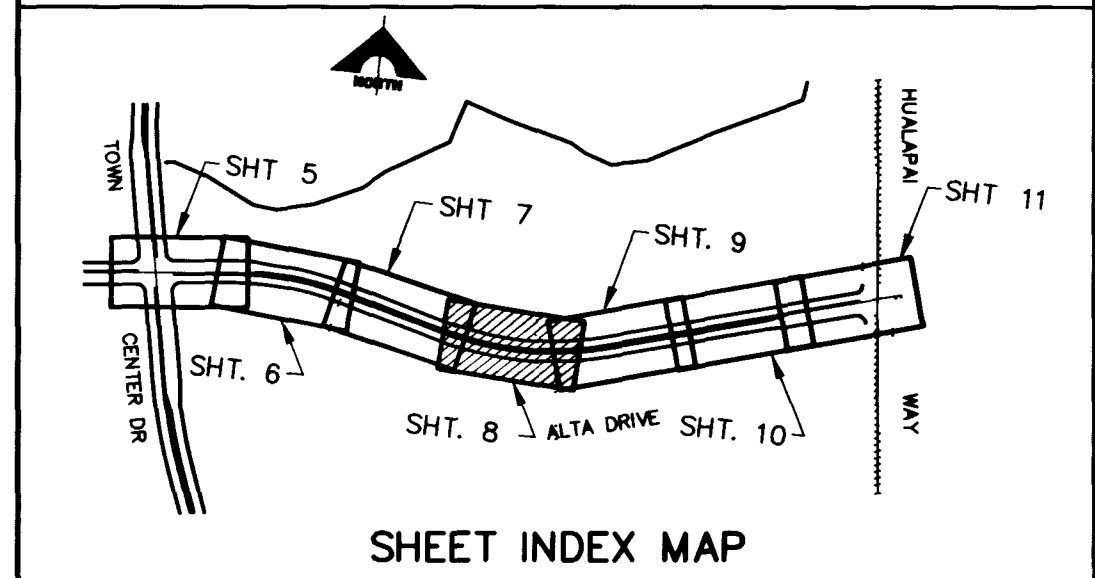 NORTH
TOWN
CENTER DR
SHT 5
SHT 7
SHT. 9
HUALAPAI
WAY
SHT 11
SHT. 6
SHT. 8
ALTA DRIVE
SHT. 10
SHEET INDEX MAP